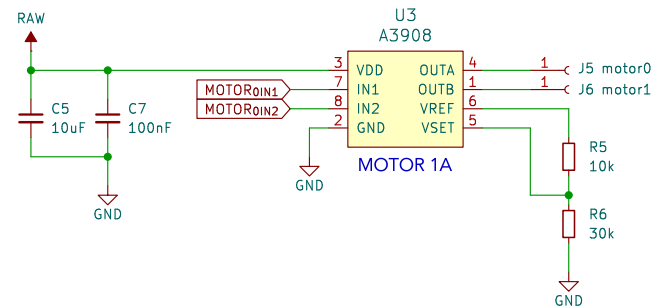 RAW
U3
A3908
C5
10uF
C7
100nF
MOTOR0IN1
MOTOR0IN2
3 VDD OUTA 4
7 IN1 OUTB 1
8 IN2 VREF 6
2 GND VSET 5
1 J5 motor0
1 J6 motor1
MOTOR 1A
GND
GND
R5
10k
R6
30k
GND